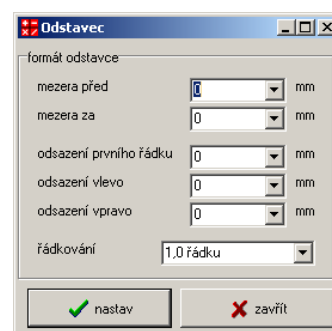 Odstavec
formát odstavce
mezera před 0 mm
mezera za 0 mm
odsazení prvního řádku 0 mm
odsazení vlevo 0 mm
odsazení vpravo 0 mm
řádkování 1,0 řádku
nastav zavřít